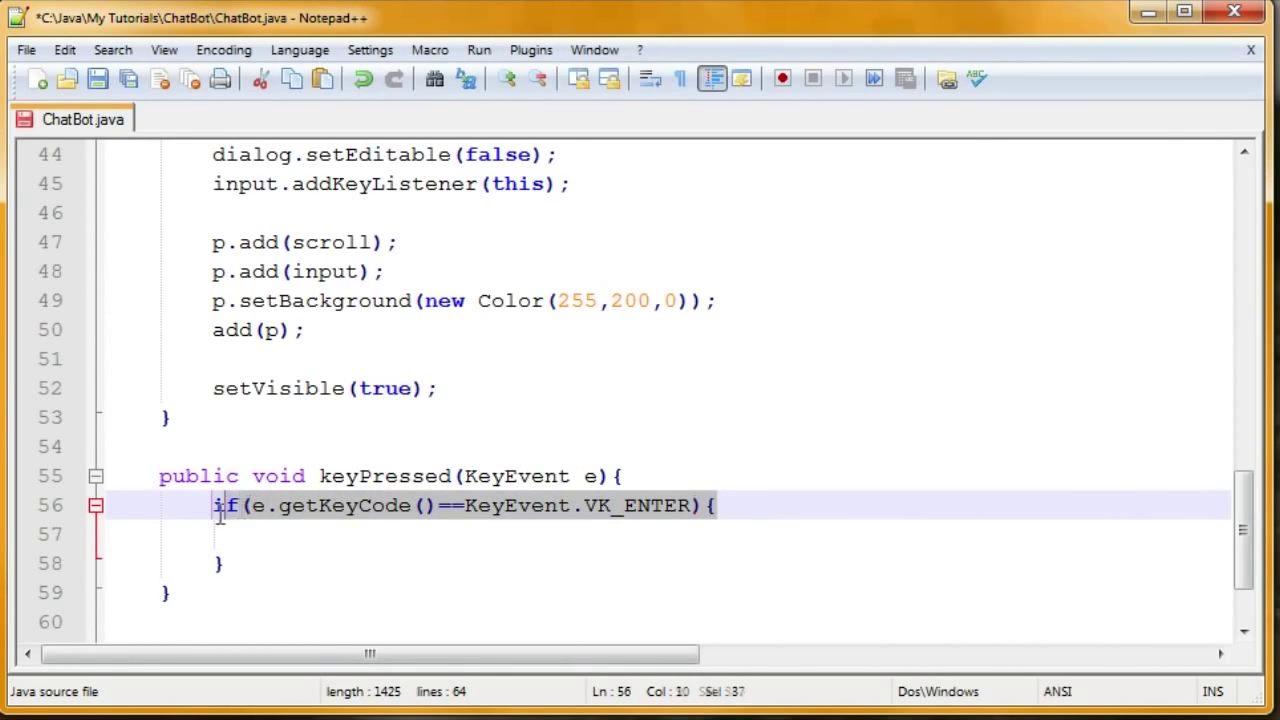 *C:\Java\My Tutorials\ChatBot\ChatBot.java - Notepad++
File Edit Search View Encoding Language Settings Macro Run Plugins Window ? X
ABC
ChatBot.java
44 dialog.setEditable(false);
45 input.addKeyListener(this);
46
47 p.add(scroll);
48 p.add(input);
49 p.setBackground(new Color(255,200,0));
50 add(p);
51
52 setVisible(true);
53 }
54
55 public void keyPressed(KeyEvent e){
56 if(e.getKeyCode()==KeyEvent.VK_ENTER){
57
58 }
59 }
60
Java source file length : 1425 lines : 64 Ln : 56 Col : 10 Dos\Windows ANSI INS